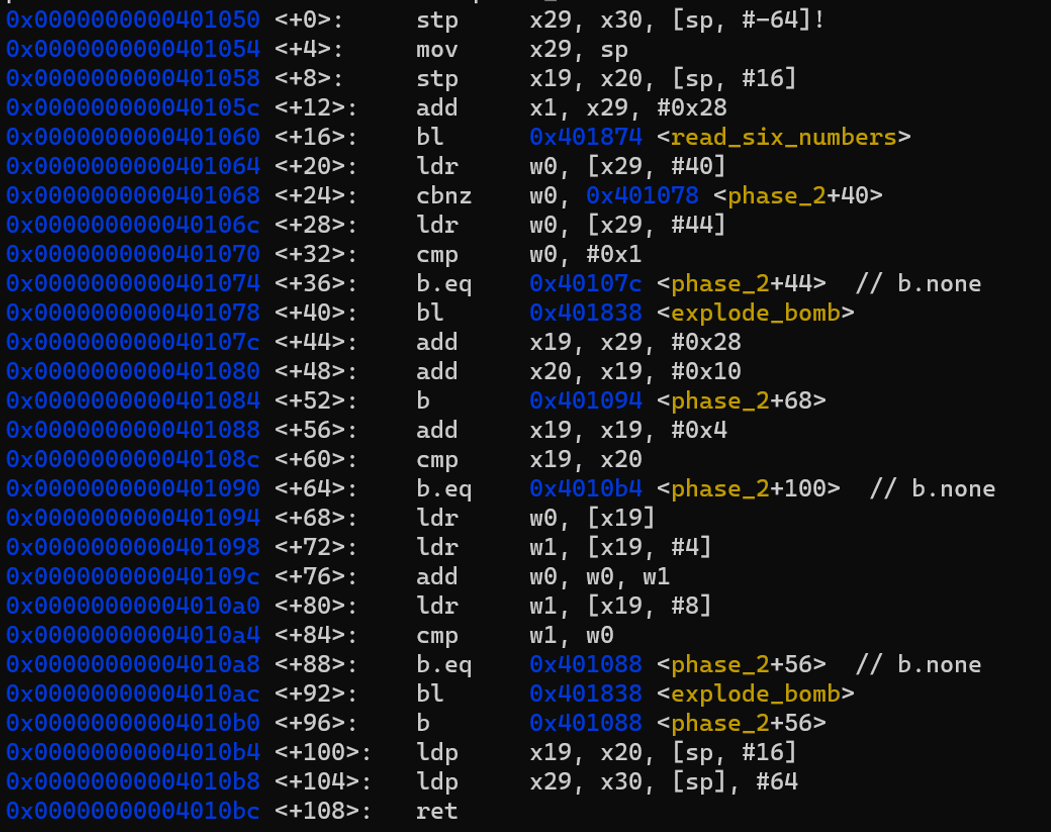 0x0000000000401050 <+0>: stp x29, x30, [sp, #-64]!
0x0000000000401054 <+4>: mov x29, sp
0x0000000000401058 <+8>: stp x19, x20, [sp, #16]
0x000000000040105c <+12>: add x1, x29, #0x28
0x0000000000401060 <+16>: bl 0x401874 <read_six_numbers>
0x0000000000401064 <+20>: ldr w0, [x29, #40]
0x0000000000401068 <+24>: cbnz w0, 0x401078 <phase_2+40>
0x000000000040106c <+28>: ldr w0, [x29, #44]
0x0000000000401070 <+32>: cmp w0, #0x1
0x0000000000401074 <+36>: b.eq 0x40107c <phase_2+44> // b.none
0x0000000000401078 <+40>: bl 0x401838 <explode_bomb>
0x000000000040107c <+44>: add x19, x29, #0x28
0x0000000000401080 <+48>: add x20, x19, #0x10
0x0000000000401084 <+52>: b 0x401094 <phase_2+68>
0x0000000000401088 <+56>: add x19, x19, #0x4
0x000000000040108c <+60>: cmp x19, x20
0x0000000000401090 <+64>: b.eq 0x4010b4 <phase_2+100> // b.none
0x0000000000401094 <+68>: ldr w0, [x19]
0x0000000000401098 <+72>: ldr w1, [x19, #4]
0x000000000040109c <+76>: add w0, w0, w1
0x00000000004010a0 <+80>: ldr w1, [x19, #8]
0x00000000004010a4 <+84>: cmp w1, w0
0x00000000004010a8 <+88>: b.eq 0x401088 <phase_2+56> // b.none
0x00000000004010ac <+92>: bl 0x401838 <explode_bomb>
0x00000000004010b0 <+96>: b 0x401088 <phase_2+56>
0x00000000004010b4 <+100>: ldp x19, x20, [sp, #16]
0x00000000004010b8 <+104>: ldp x29, x30, [sp], #64
0x00000000004010bc <+108>: ret